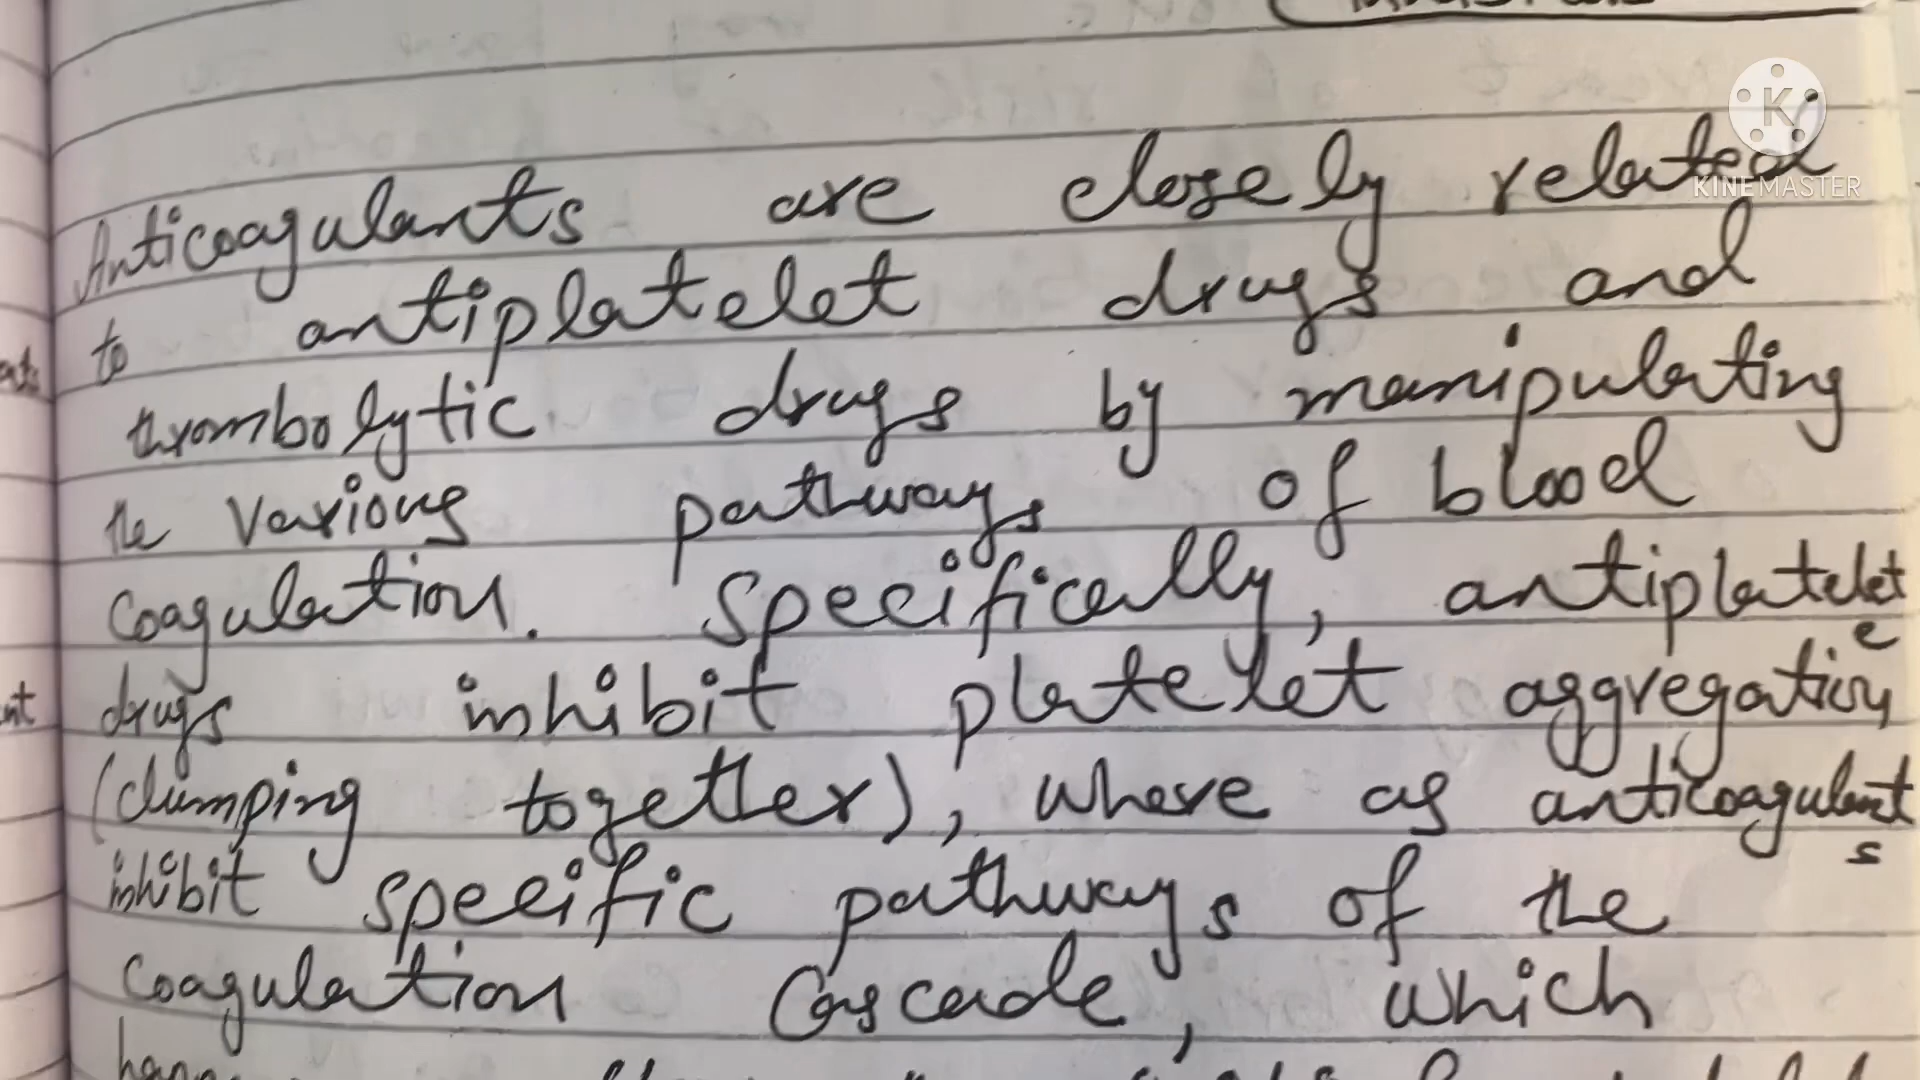 KINEMASTER
Anticoagulants are closely related
to antiplatelet drugs and
thrombolytic drugs by manipulating
the various pathways of blood
coagulation. Specifically, antiplatelet
drugs inhibit platelet aggregation
(clumping together), where as anticoagulants
inhibit specific pathways of the
coagulation cascade, which